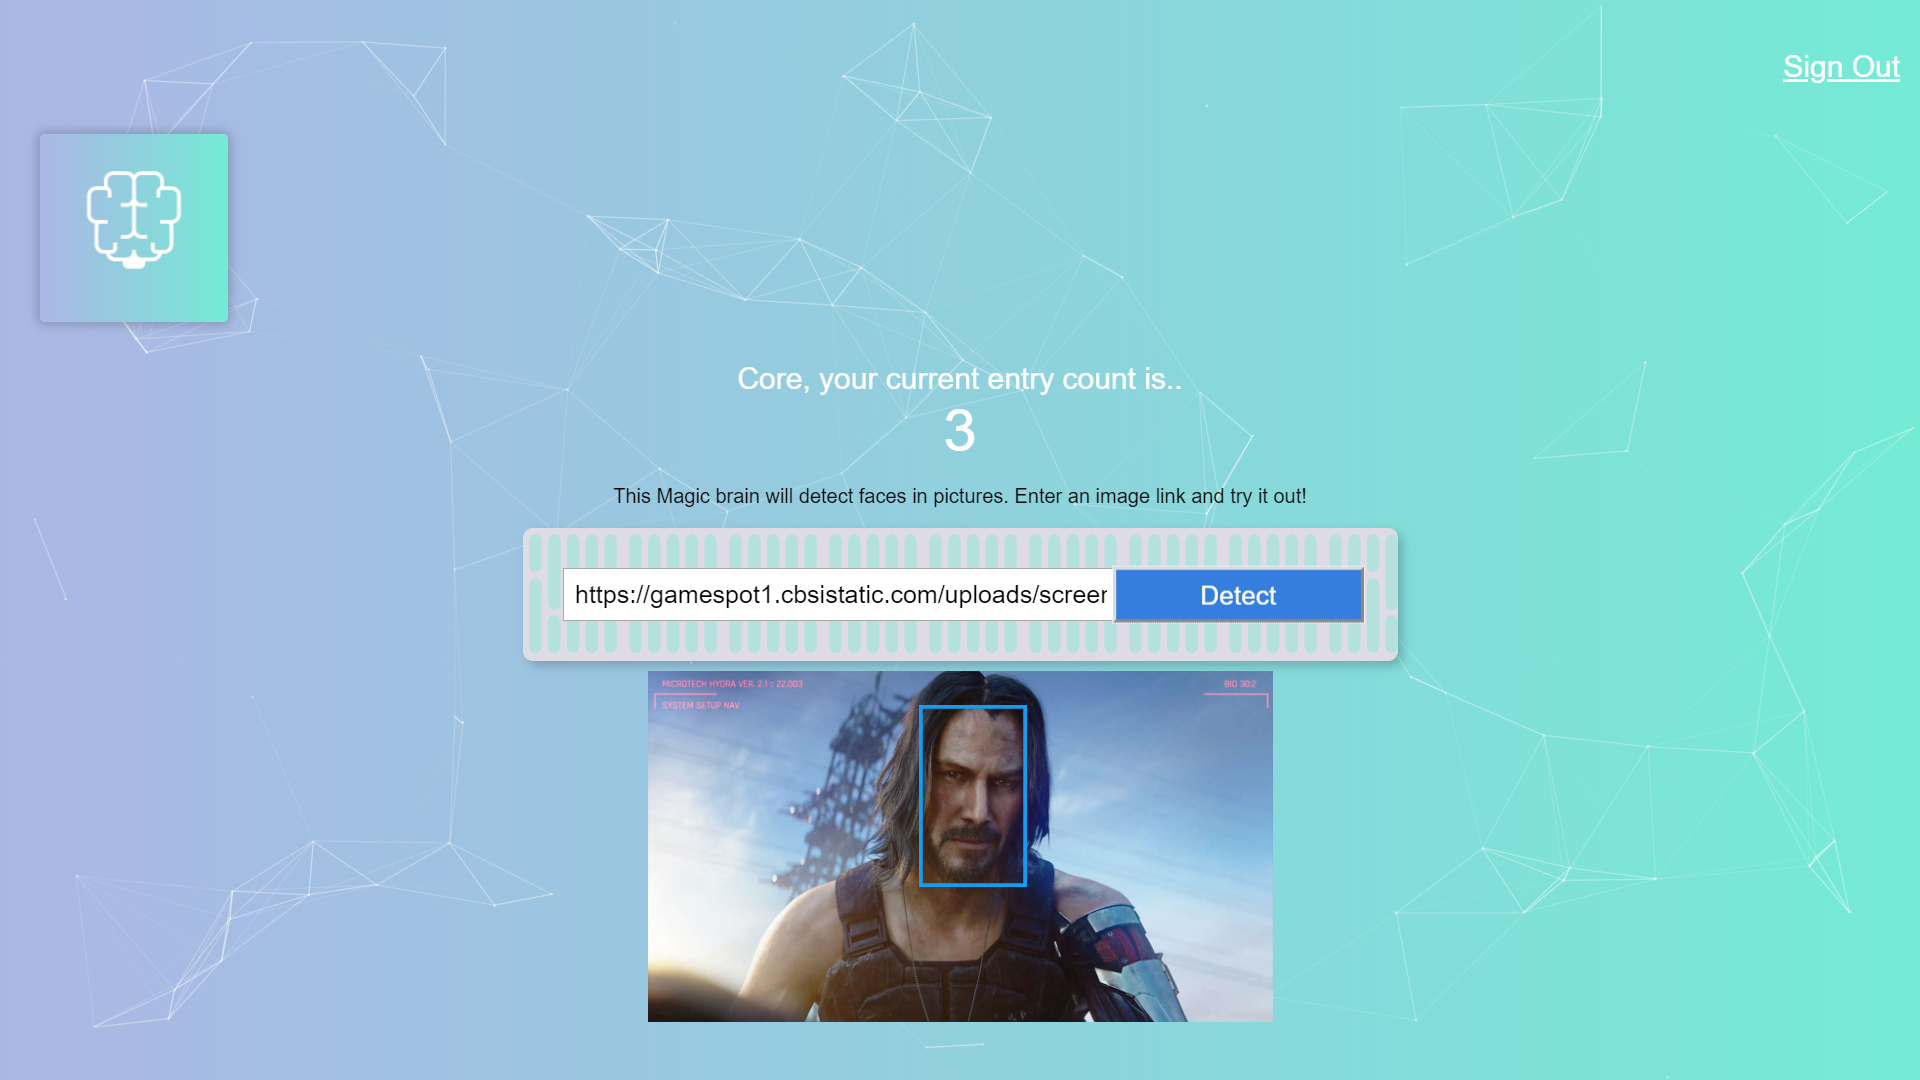 Sign Out
Core, your current entry count is..
3
This Magic brain will detect faces in pictures. Enter an image link and try it out!
https://gamespot1.cbsistatic.com/uploads/screer
Detect
MICROTECH HYDRA VER. 2.1 : 22.003
BIO 30:2
SYSTEM SETUP NAV